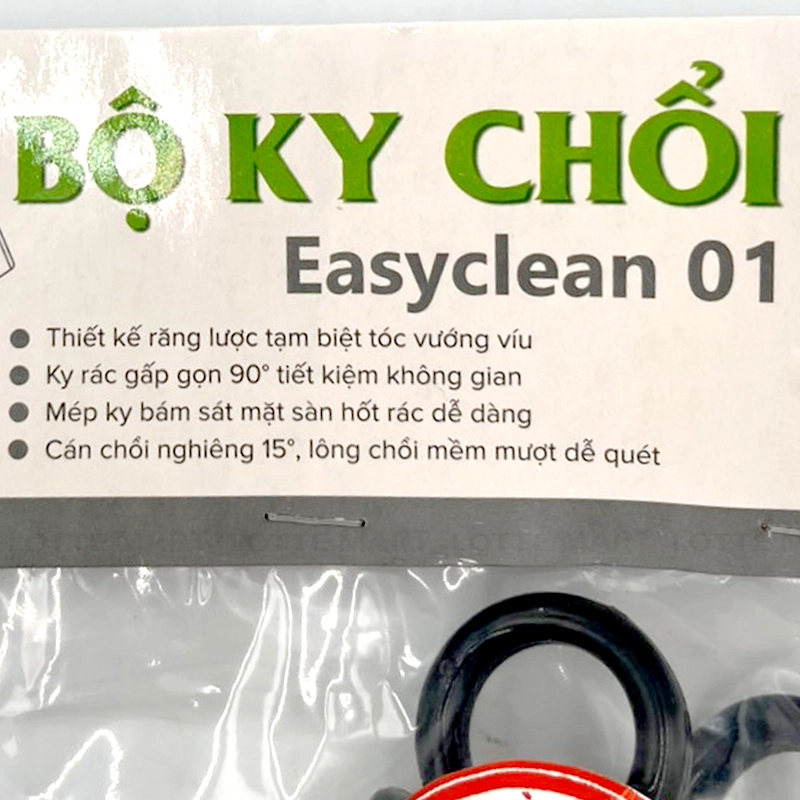 BỘ KY CHỔI
Easyclean 01
Thiết kế răng lược tạm biệt tóc vướng víu
Ky rác gấp gọn 90° tiết kiệm không gian
Mép ky bám sát mặt sàn hốt rác dễ dàng
Cán chổi nghiêng 15°, lông chổi mềm mượt dễ quét